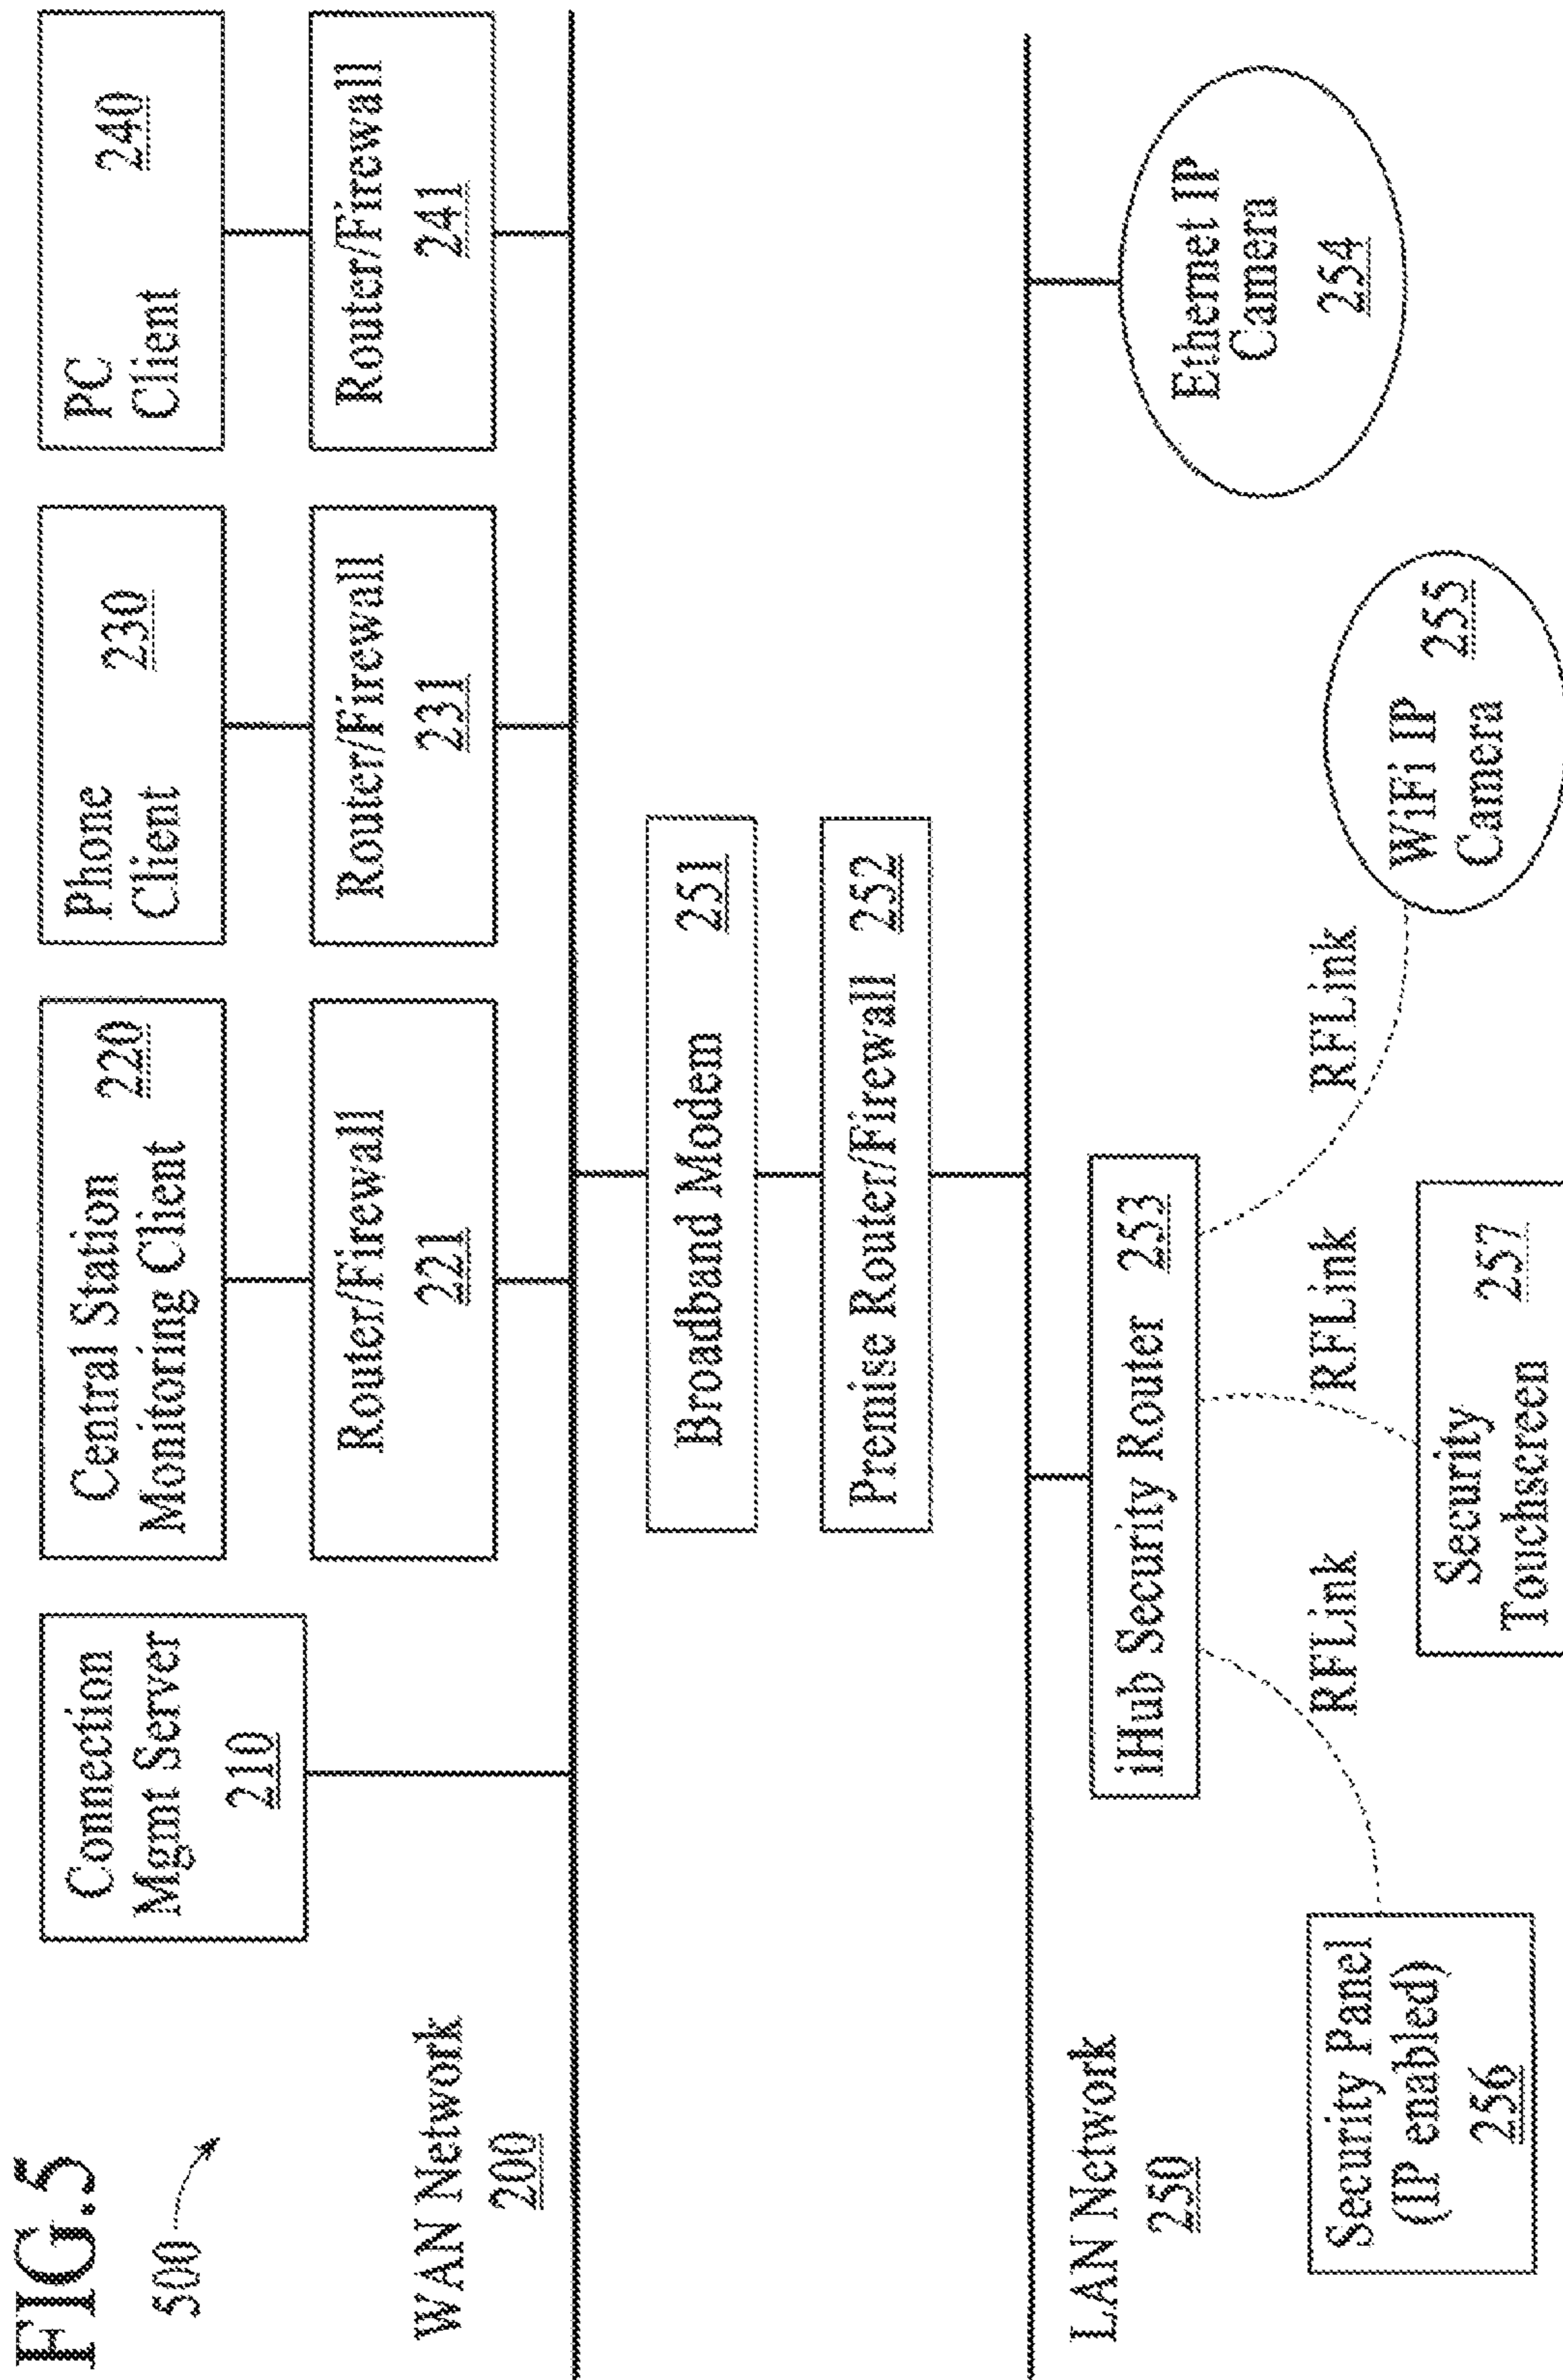 FIG.5
500
Connection
Mgmt Server
210
Central Station
Monitoring Client
220
Phone
Client
230
PC
Client
240
Router/Firewall
221
Router/Firewall
231
Router/Firewall
241
WAN Network
200
Broadband Modem 251
Premise Router/Firewall 252
LAN Network
250
iHub Security Router 253
RFLink
RFLink
RFLink
Security Panel
(IP enabled)
256
Security
Touchscreen
257
WiFi IP
Camera
255
Ethernet IP
Camera
254